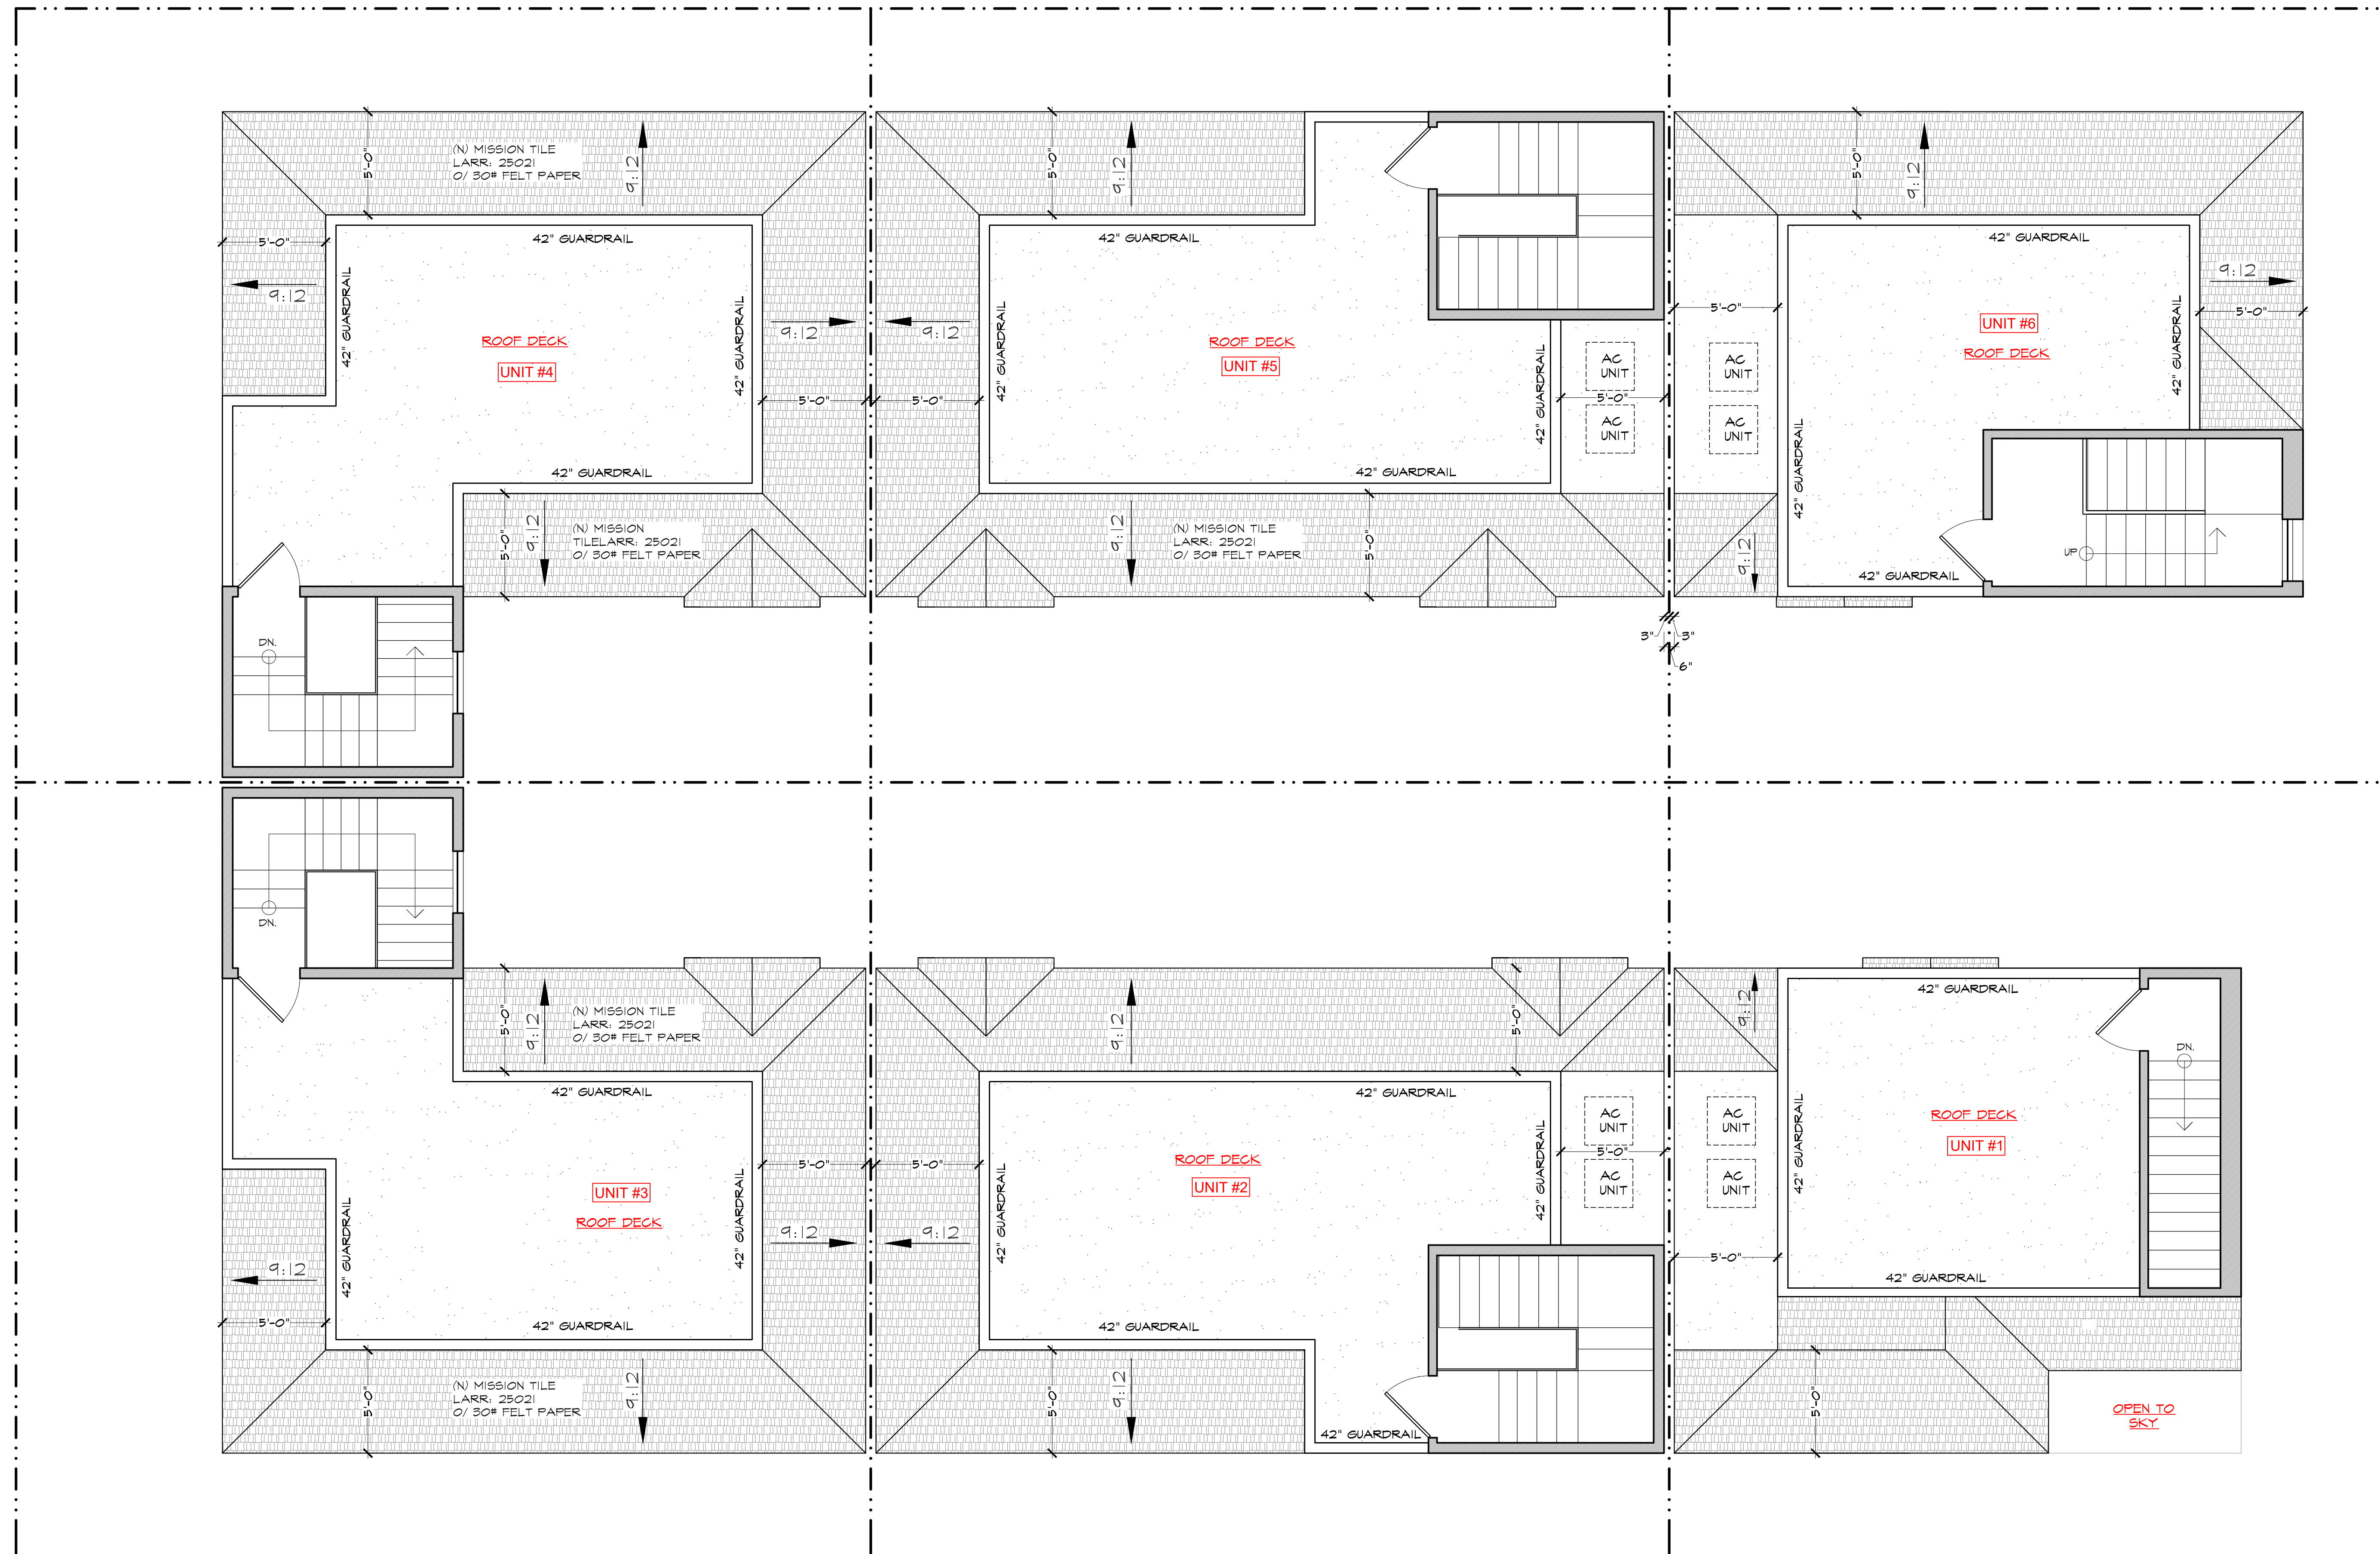 5'-0"
(N) MISSION TILE
LARR: 25021
O/ 30# FELT PAPER
9:12
5'-0"
9:12
42" GUARDRAIL
42" GUARDRAIL
42" GUARDRAIL
ROOF DECK
UNIT #4
9:12
5'-0"
42" GUARDRAIL
5'-0"
9:12
(N) MISSION
TILELARR: 25021
O/ 30# FELT PAPER
DN.
5'-0"
9:12
42" GUARDRAIL
9:12
42" GUARDRAIL
ROOF DECK
UNIT #5
5'-0"
42" GUARDRAIL
AC
UNIT
5'-0"
AC
UNIT
42" GUARDRAIL
9:12
(N) MISSION TILE
LARR: 25021
O/ 30# FELT PAPER
5'-0"
5'-0"
9:12
42" GUARDRAIL
9:12
5'-0"
5'-0"
UNIT #6
ROOF DECK
42" GUARDRAIL
AC
UNIT
AC
UNIT
42" GUARDRAIL
9:12
UP
42" GUARDRAIL
3"
3"
6"
DN.
5'-0"
9:12
(N) MISSION TILE
LARR: 25021
O/ 30# FELT PAPER
42" GUARDRAIL
5'-0"
UNIT #3
ROOF DECK
42" GUARDRAIL
42" GUARDRAIL
9:12
9:12
5'-0"
42" GUARDRAIL
5'-0"
(N) MISSION TILE
LARR: 25021
O/ 30# FELT PAPER
9:12
9:12
5'-0"
42" GUARDRAIL
5'-0"
ROOF DECK
UNIT #2
42" GUARDRAIL
42" GUARDRAIL
AC
UNIT
5'-0"
AC
UNIT
9:12
42" GUARDRAIL
5'-0"
9:12
42" GUARDRAIL
9:12
42" GUARDRAIL
DN.
AC
UNIT
AC
UNIT
42" GUARDRAIL
ROOF DECK
UNIT #1
5'-0"
42" GUARDRAIL
5'-0"
OPEN TO
SKY